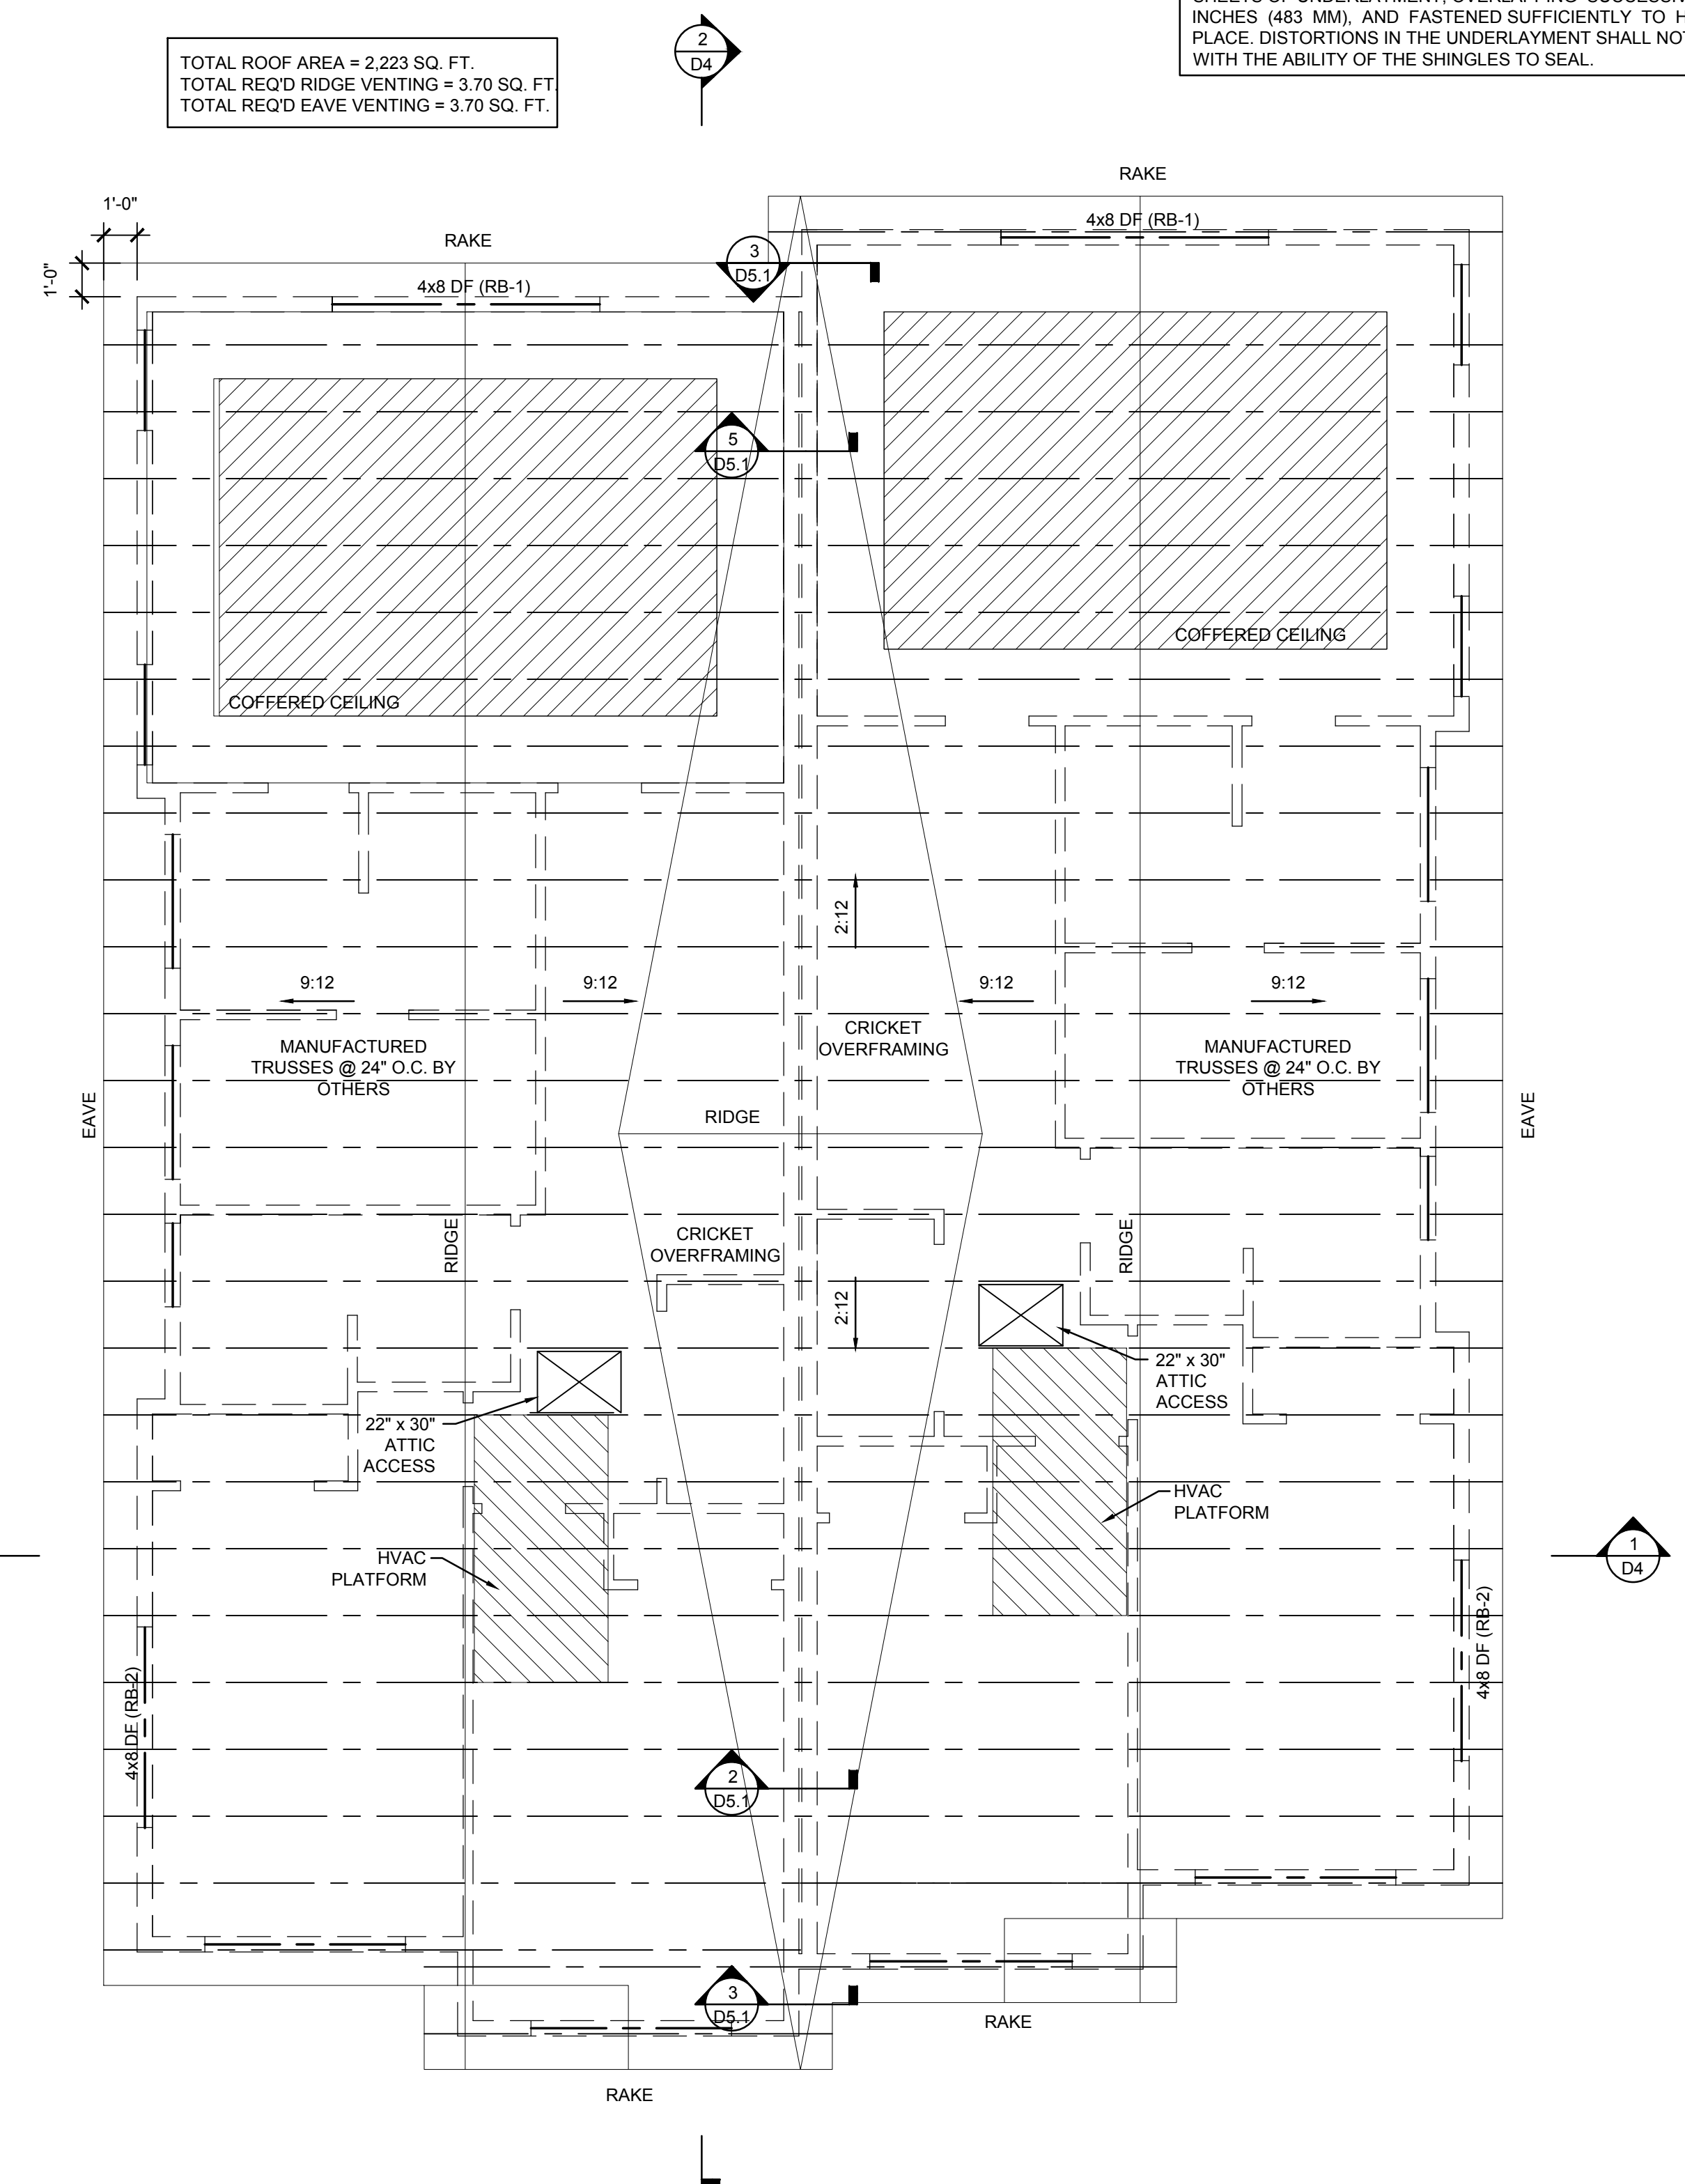 SHEETS OF UNDERLAYMENT, OVERLAPPING SUCCESSIV
INCHES (483 MM), AND FASTENED SUFFICIENTLY TO H
PLACE. DISTORTIONS IN THE UNDERLAYMENT SHALL NOT
WITH THE ABILITY OF THE SHINGLES TO SEAL.
2
D4
TOTAL ROOF AREA = 2,223 SQ. FT.
TOTAL REQ'D RIDGE VENTING = 3.70 SQ. FT.
TOTAL REQ'D EAVE VENTING = 3.70 SQ. FT.
RAKE
1'-0"
4x8 DF (RB-1)
RAKE
3
D5.1
1'-0"
4x8 DF (RB-1)
5
D5.1
COFFERED CEILING
COFFERED CEILING
2:12
9:12
9:12
9:12
9:12
CRICKET
OVERFRAMING
MANUFACTURED
TRUSSES @ 24" O.C. BY
OTHERS
MANUFACTURED
TRUSSES @ 24" O.C. BY
OTHERS
EAVE
RIDGE
EAVE
RIDGE
CRICKET
OVERFRAMING
RIDGE
2:12
22" x 30"
ATTIC
ACCESS
22" x 30"
ATTIC
ACCESS
HVAC
PLATFORM
HVAC
PLATFORM
1
D4
4x8 DF (RB-2)
4x8 DF (RB-2)
2
D5.1
3
D5.1
RAKE
RAKE